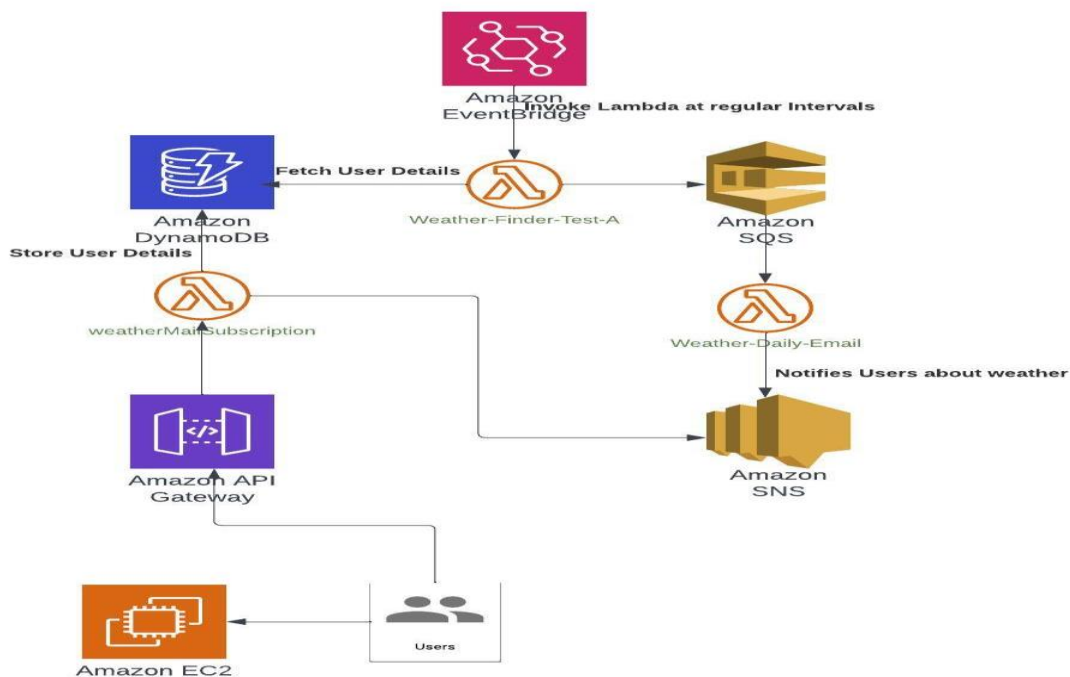 Amazon
EventBridge
Invoke Lambda at regular Intervals
Fetch User Details
Amazon
DynamoDB
Weather-Finder-Test-A
Amazon
SQS
Store User Details
weatherMailSubscription
Weather-Daily-Email
Notifies Users about weather
</>
Amazon API
Gateway
Amazon
SNS
Users
Amazon EC2